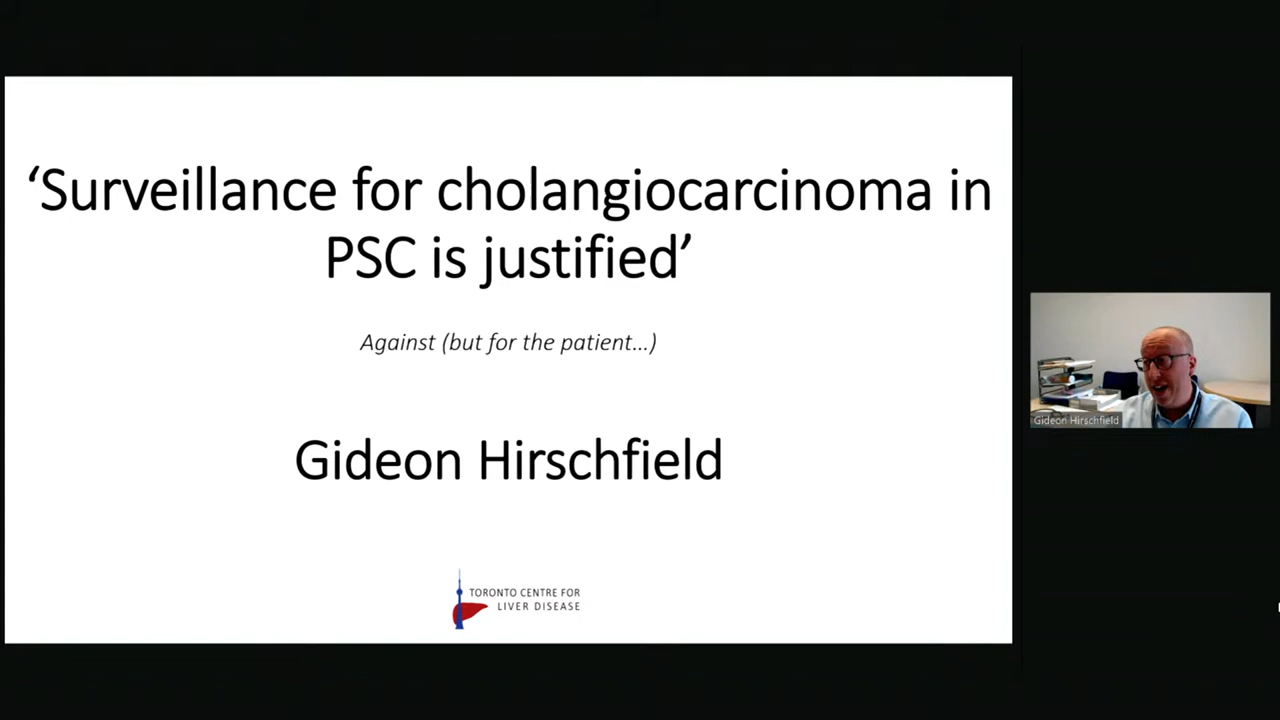 ‘Surveillance for cholangiocarcinoma in
PSC is justified’
Against (but for the patient...)
Gideon Hirschfield
TORONTO CENTRE FOR
LIVER DISEASE
Gideon Hirschfield